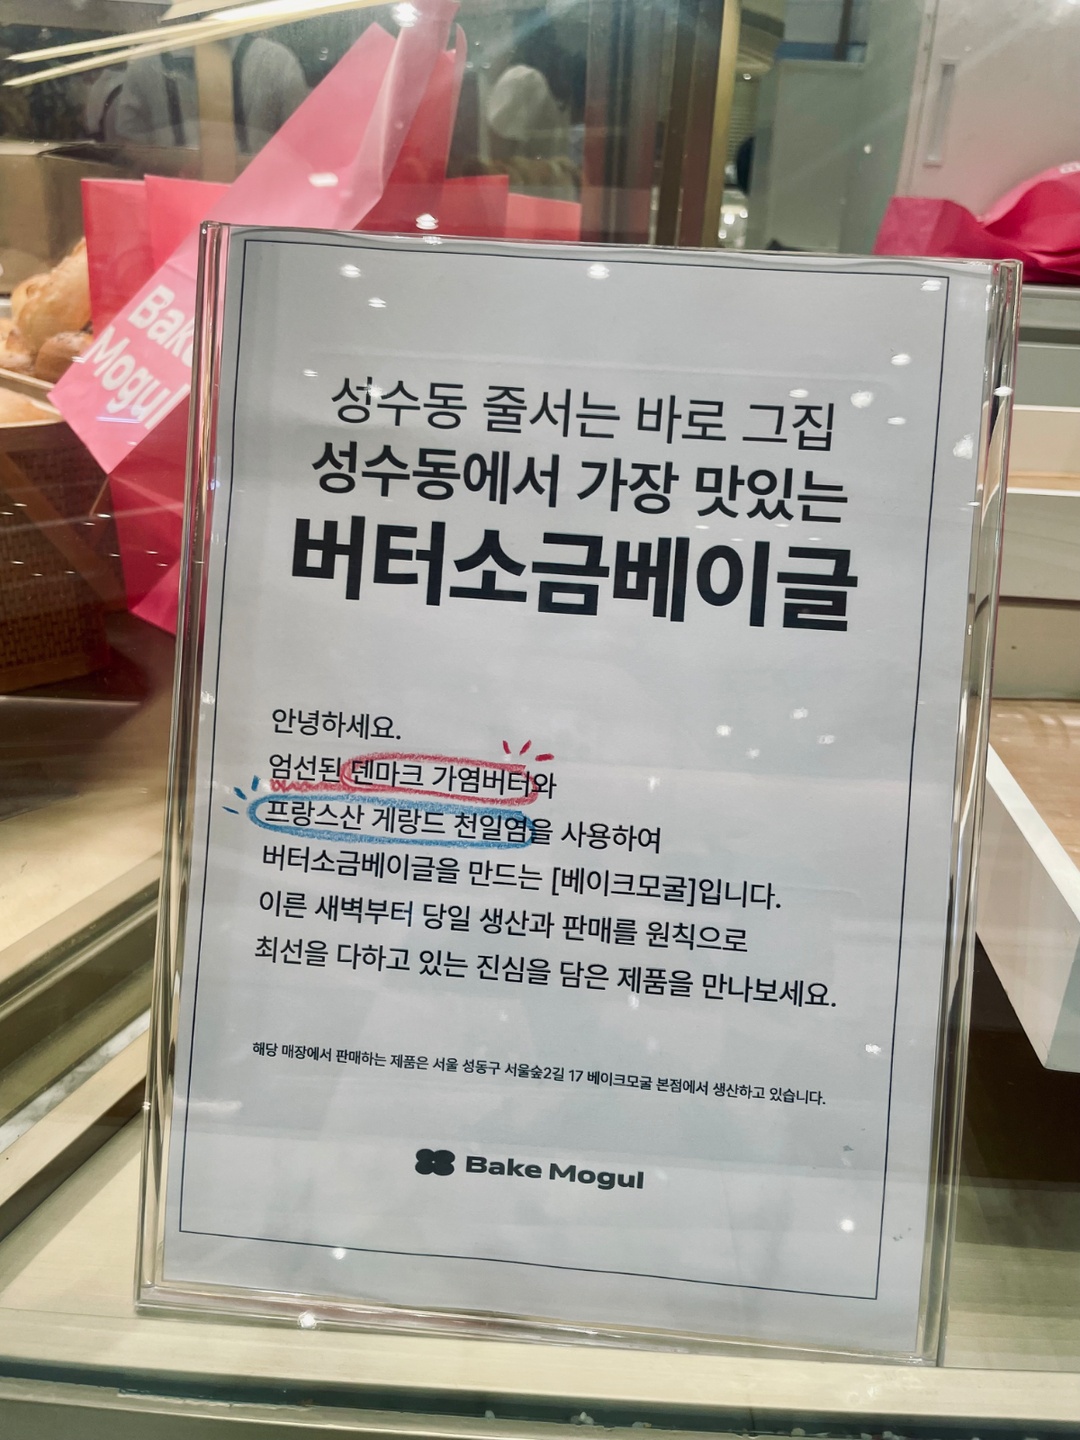 Bake
Mogul
성수동 줄서는 바로 그집
성수동에서 가장 맛있는
버터소금베이글
안녕하세요.
엄선된 덴마크 가염버터와
프랑스산 게랑드 천일염을 사용하여
버터소금베이글을 만드는 [베이크모굴]입니다.
이른 새벽부터 당일 생산과 판매를 원칙으로
최선을 다하고 있는 진심을 담은 제품을 만나보세요.
해당 매장에서 판매하는 제품은 서울 성동구 서울숲2길 17 베이크모굴 본점에서 생산하고 있습니다.
Bake Mogul